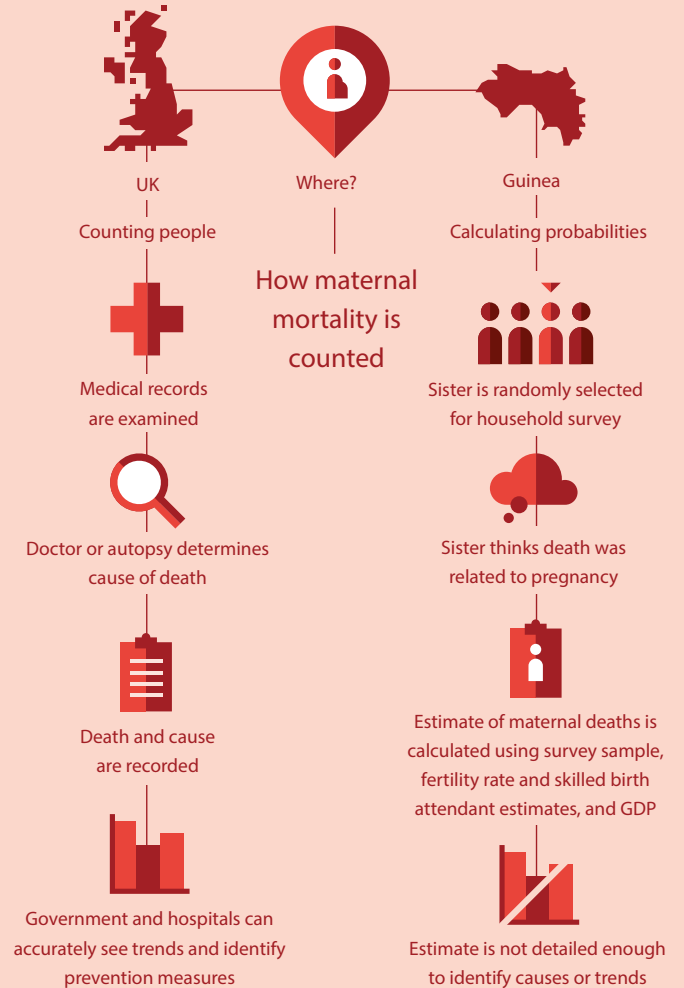 UK
Where?
Guinea
How maternal
mortality is
counted
Counting people
Medical records
are examined
Doctor or autopsy determines
cause of death
Death and cause
are recorded
Government and hospitals can
accurately see trends and identify
prevention measures
Calculating probabilities
Sister is randomly selected
for household survey
Sister thinks death was
related to pregnancy
Estimate of maternal deaths is
calculated using survey sample,
fertility rate and skilled birth
attendant estimates, and GDP
Estimate is not detailed enough
to identify causes or trends